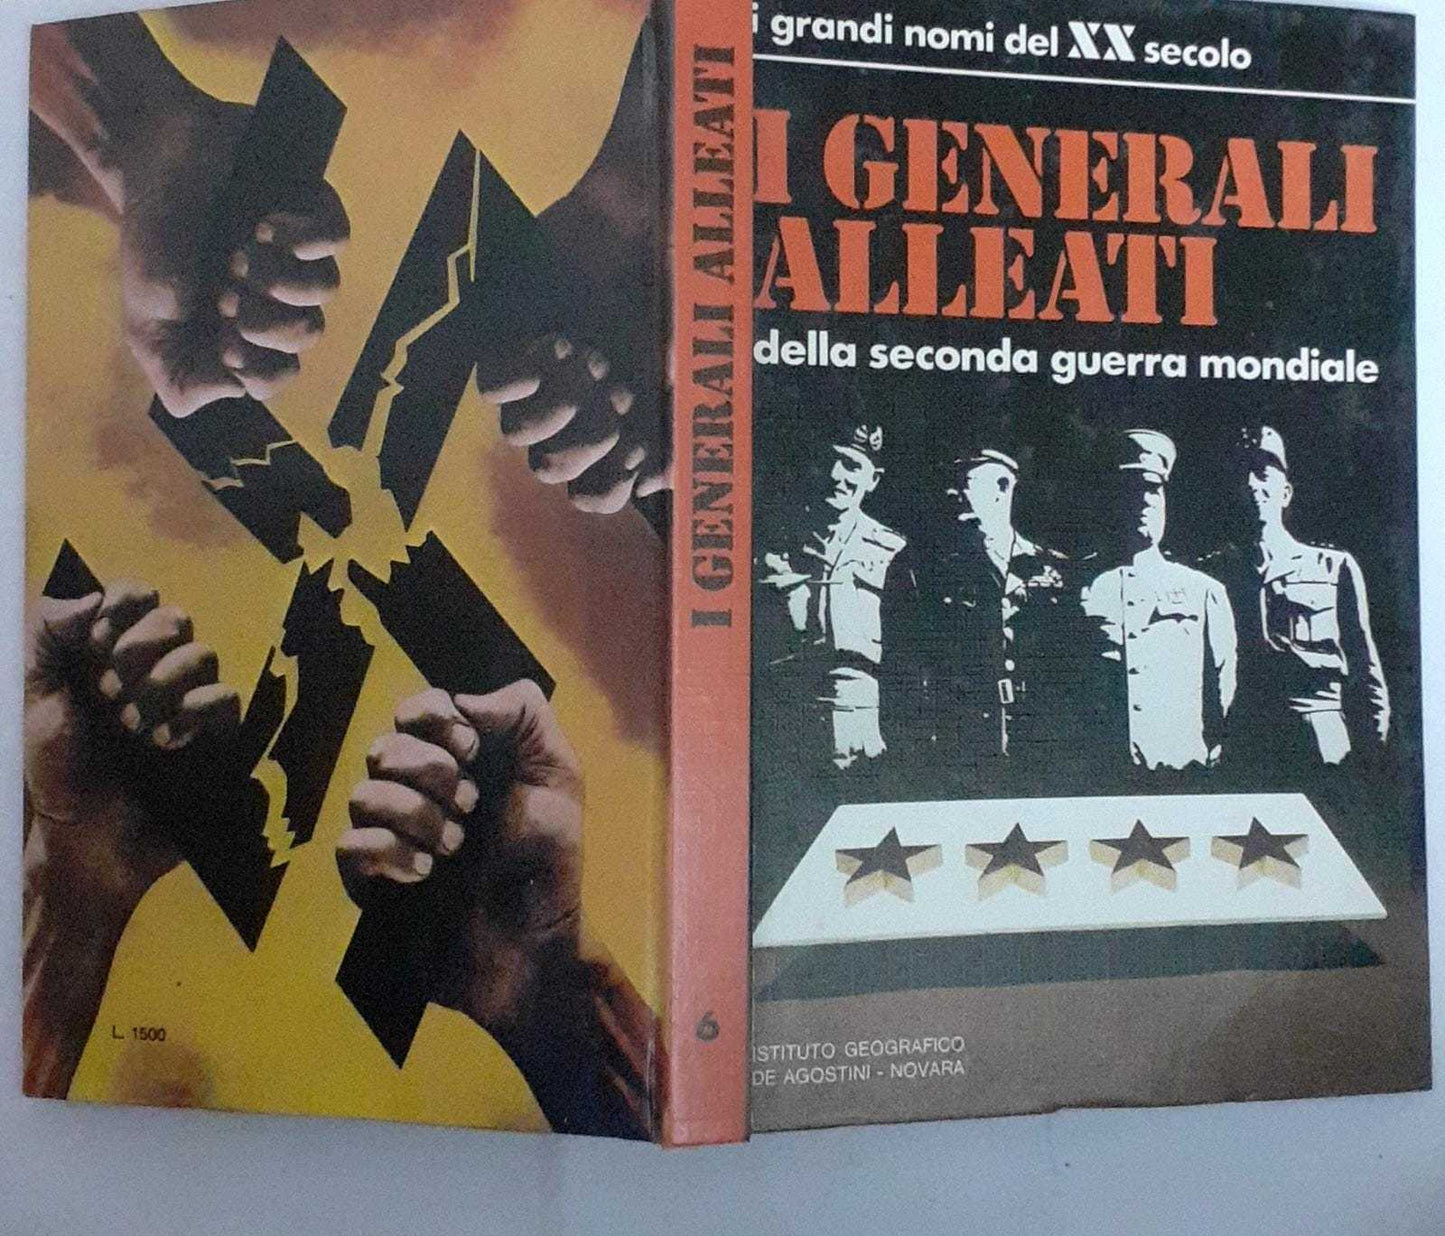 L. 1500
I GENERALI ALLEATI
6
i grandi nomi del XX secolo
I GENERALI
ALLEATI
della seconda guerra mondiale
ISTITUTO GEOGRAFICO
DE AGOSTINI - NOVARA